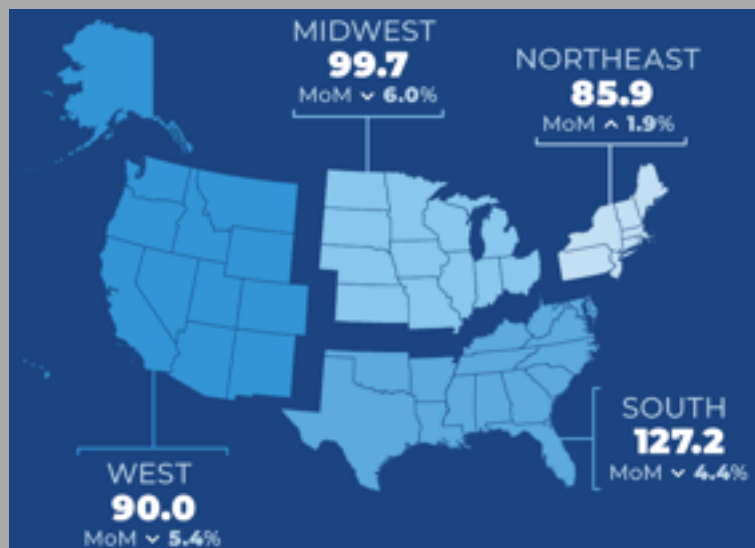 MIDWEST
99.7
MoM ⌄ 6.0%
NORTHEAST
85.9
MoM ^ 1.9%
SOUTH
127.2
MoM ⌄ 4.4%
WEST
90.0
MoM ⌄ 5.4%